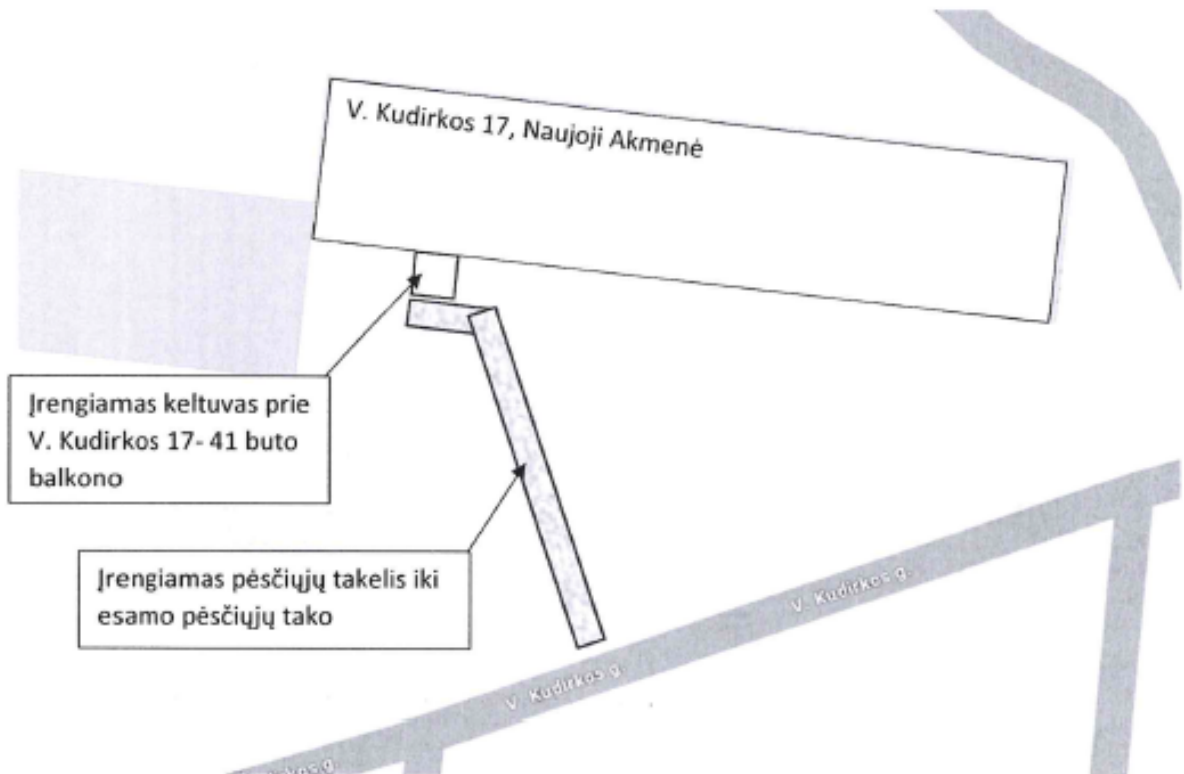 V. Kudirkos 17, Naujoji Akmenė
Įrengiamas keltuvas prie
V. Kudirkos 17- 41 buto
balkono
Įrengiamas pėsčiųjų takelis iki
esamo pėsčiųjų tako
V. Kudirkos g.
V. Kudirkos g.